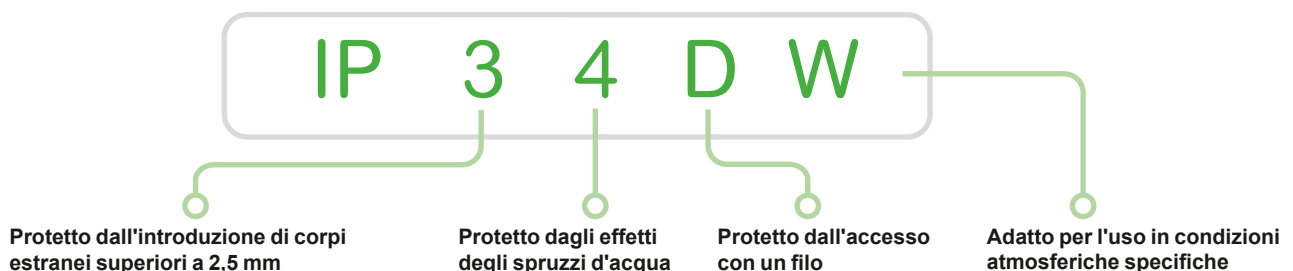 IP 3 4 D W
Protetto dall'introduzione di corpi
estranei superiori a 2,5 mm
Protetto dagli effetti
degli spruzzi d'acqua
Protetto dall'accesso
con un filo
Adatto per l'uso in condizioni
atmosferiche specifiche